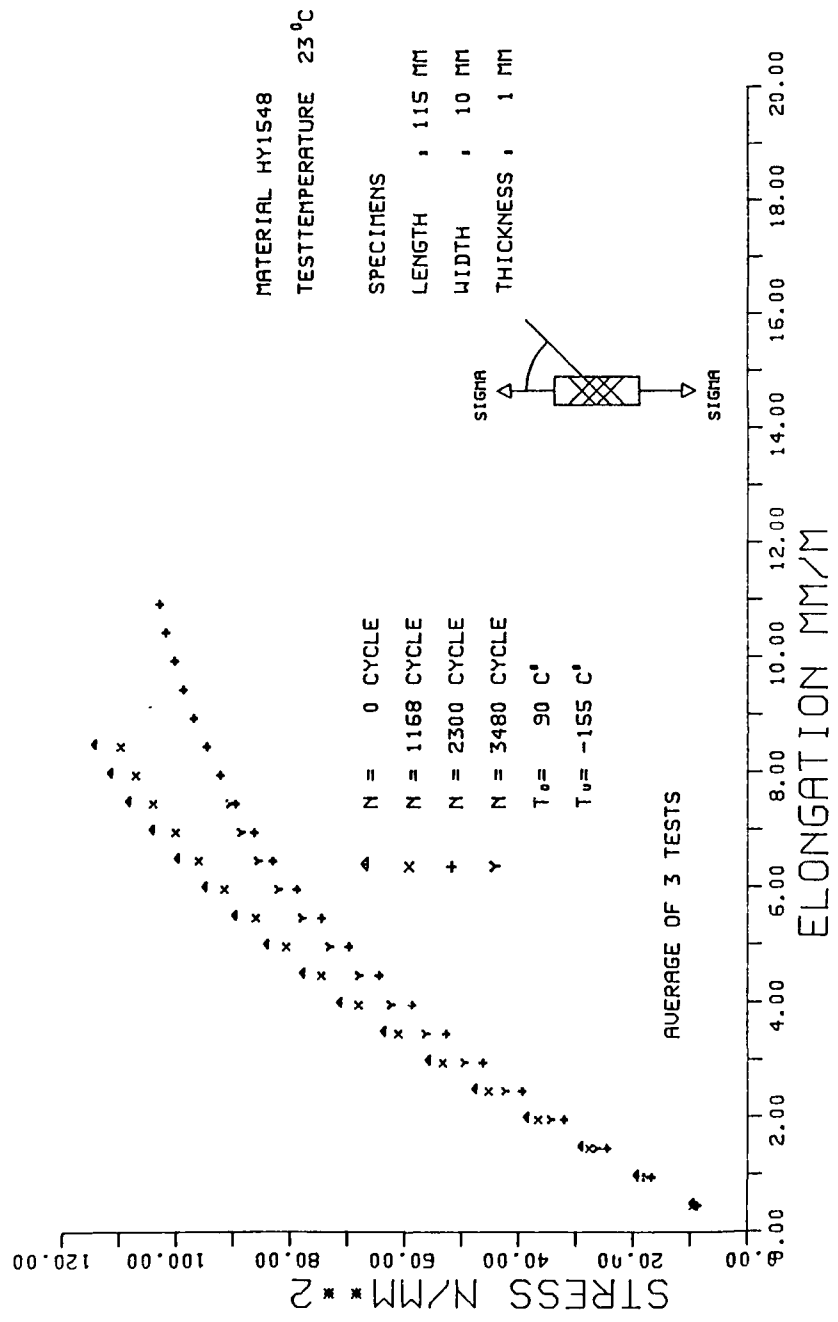 MATERIAL HY1548
TESTTEMPERATURE 23°C
SPECIMENS
LENGTH : 115 MM
WIDTH : 10 MM
THICKNESS : 1 MM
SIGMA
SIGMA
N = 0 CYCLE
N = 1168 CYCLE
N = 2300 CYCLE
N = 3480 CYCLE
To= 90 C°
Tu= -155 C°
AVERAGE OF 3 TESTS
STRESS N/MM**2
120.00
100.00
80.00
60.00
40.00
20.00
0.00
0.00 2.00 4.00 6.00 8.00 10.00 12.00 14.00 16.00 18.00 20.00
ELONGATION MM/M